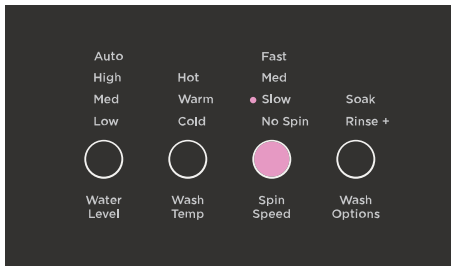 Auto
High
Med
Low
Hot
Warm
Cold
Fast
Med
Slow
No Spin
Soak
Rinse +
Water
Level
Wash
Temp
Spin
Speed
Wash
Options